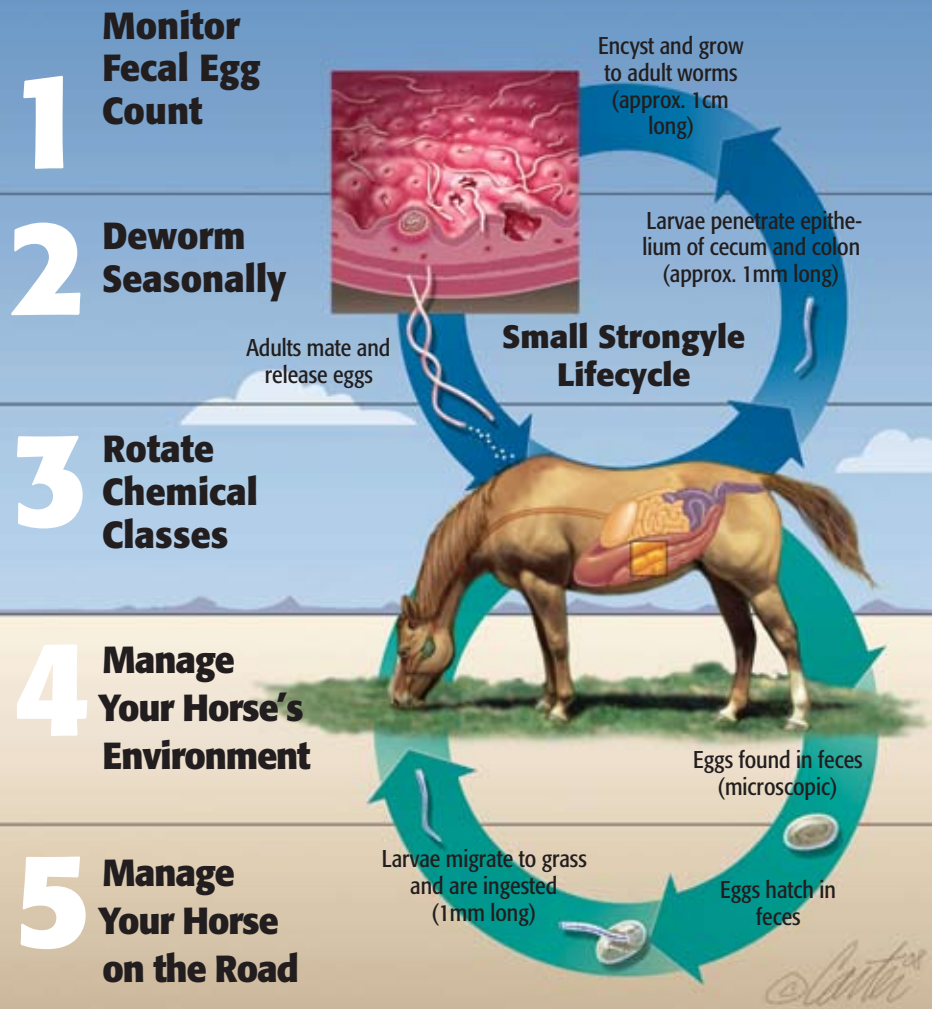 1
Monitor
Fecal Egg
Count
2
Deworm
Seasonally
3
Rotate
Chemical
Classes
4
Manage
Your Horse’s
Environment
5
Manage
Your Horse
on the Road
Encyst and grow
to adult worms
(approx. 1cm
long)
Larvae penetrate epithe-
lium of cecum and colon
(approx. 1mm long)
Small Strongyle
Lifecycle
Adults mate and
release eggs
Eggs found in feces
(microscopic)
Eggs hatch in
feces
Larvae migrate to grass
and are ingested
(1mm long)
© Carter '08